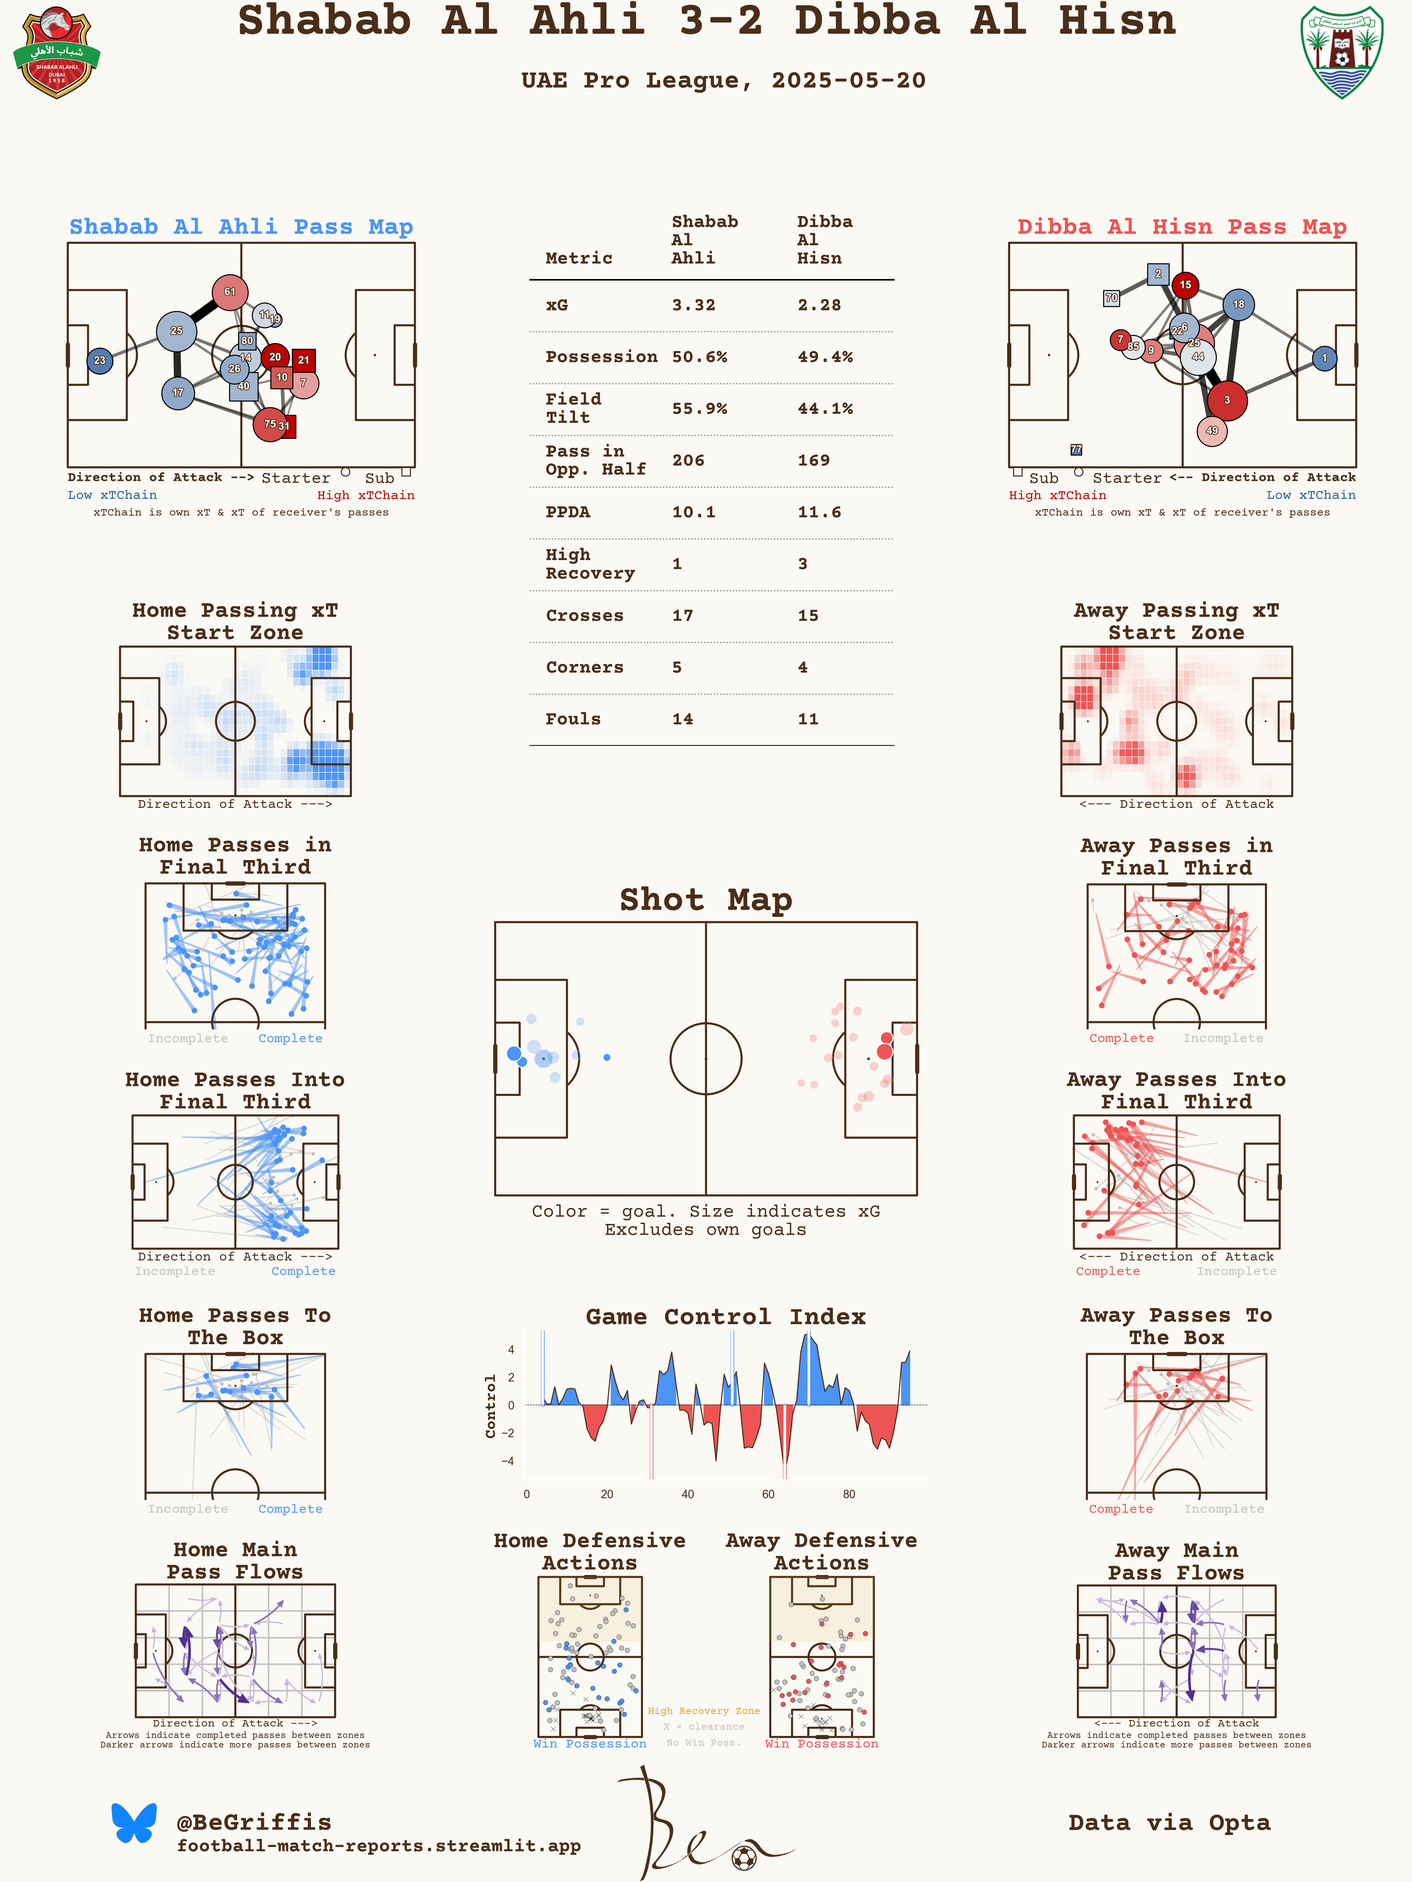 Shabab Al Ahli 3-2 Dibba Al Hisn
UAE Pro League, 2025-05-20
شباب الأهلي
SHABAB ALAHLI
DUBAI
1958
Shabab Al Ahli Pass Map
61
25
11
19
80
23
14
20
21
26
10
7
40
17
75
31
Direction of Attack --> Starter Sub
Low xTChain High xTChain
xTChain is own xT & xT of receiver's passes
Metric
Shabab
Al
Ahli
Dibba
Al
Hisn
xG 3.32 2.28
Possession 50.6% 49.4%
Field
Tilt 55.9% 44.1%
Pass in
Opp. Half 206 169
PPDA 10.1 11.6
High
Recovery 1 3
Crosses 17 15
Corners 5 4
Fouls 14 11
Dibba Al Hisn Pass Map
2
15
70
18
6
22
7
85
9
25
44
1
3
49
77
Sub Starter <-- Direction of Attack
High xTChain Low xTChain
xTChain is own xT & xT of receiver's passes
Home Passing xT
Start Zone
Direction of Attack --->
Away Passing xT
Start Zone
<--- Direction of Attack
Home Passes in
Final Third
Incomplete Complete
Away Passes in
Final Third
Complete Incomplete
Shot Map
Color = goal. Size indicates xG
Excludes own goals
Home Passes Into
Final Third
Direction of Attack --->
Incomplete Complete
Away Passes Into
Final Third
<--- Direction of Attack
Complete Incomplete
Home Passes To
The Box
Incomplete Complete
Game Control Index
Control
4
2
0
−2
−4
0 20 40 60 80
Away Passes To
The Box
Complete Incomplete
Home Main
Pass Flows
Direction of Attack --->
Arrows indicate completed passes between zones
Darker arrows indicate more passes between zones
Home Defensive
Actions
Win Possession
Away Defensive
Actions
Win Possession
High Recovery Zone
X = clearance
No Win Poss.
Away Main
Pass Flows
<--- Direction of Attack
Arrows indicate completed passes between zones
Darker arrows indicate more passes between zones
@BeGriffis
football-match-reports.streamlit.app
Ben
Data via Opta